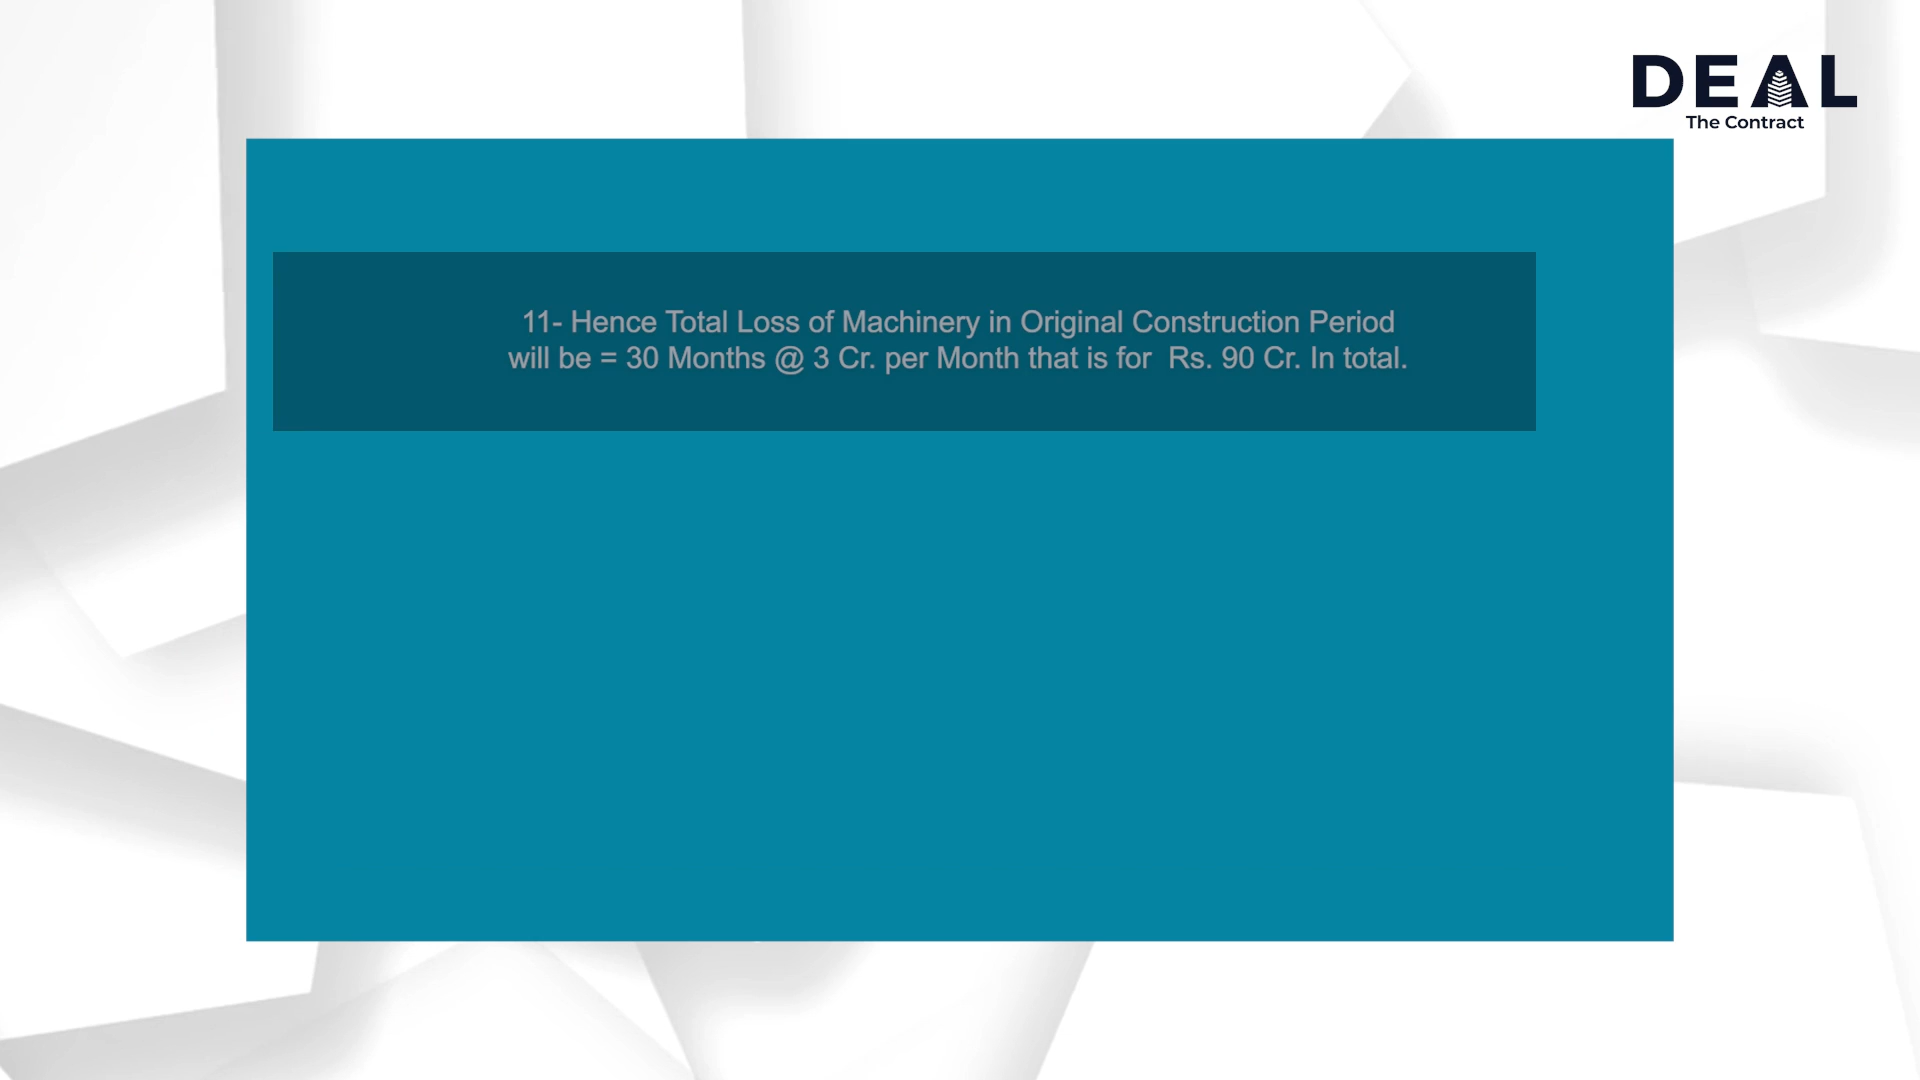 DEAL
The Contract
11- Hence Total Loss of Machinery in Original Construction Period
will be = 30 Months @ 3 Cr. per Month that is for  Rs. 90 Cr. In total.